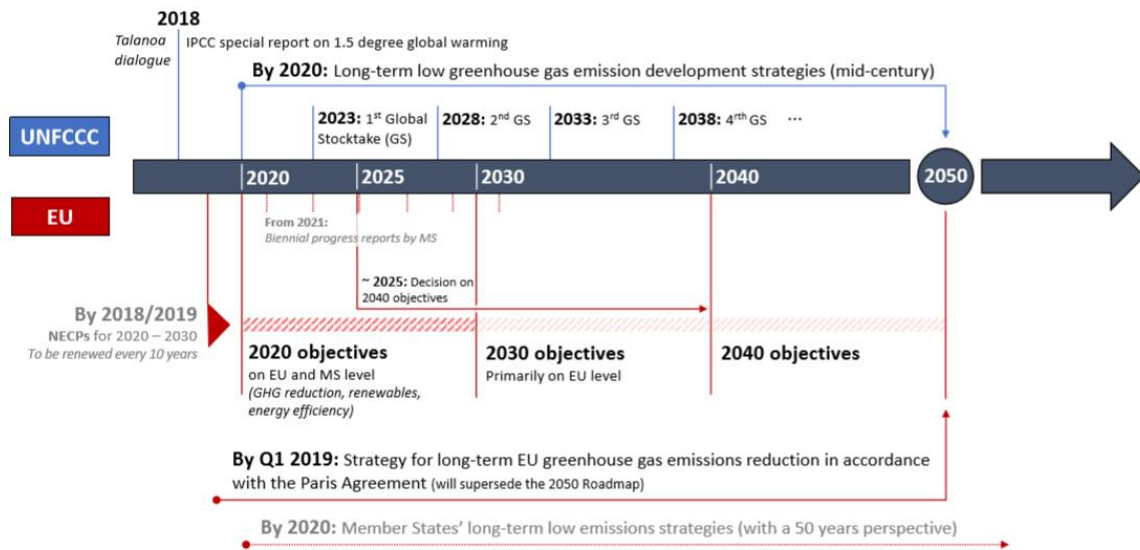 2018
Talanoa
dialogue
IPCC special report on 1.5 degree global warming
By 2020: Long-term low greenhouse gas emission development strategies (mid-century)
UNFCCC
2023: 1st Global
Stocktake (GS)
2028: 2nd GS
2033: 3rd GS
2038: 4rth GS
...
2020
2025
2030
2040
2050
EU
From 2021:
Biennial progress reports by MS
~ 2025: Decision on
2040 objectives
By 2018/2019
NECPs for 2020 – 2030
To be renewed every 10 years
2020 objectives
on EU and MS level
(GHG reduction, renewables,
energy efficiency)
2030 objectives
Primarily on EU level
2040 objectives
By Q1 2019: Strategy for long-term EU greenhouse gas emissions reduction in accordance
with the Paris Agreement (will supersede the 2050 Roadmap)
By 2020: Member States’ long-term low emissions strategies (with a 50 years perspective)